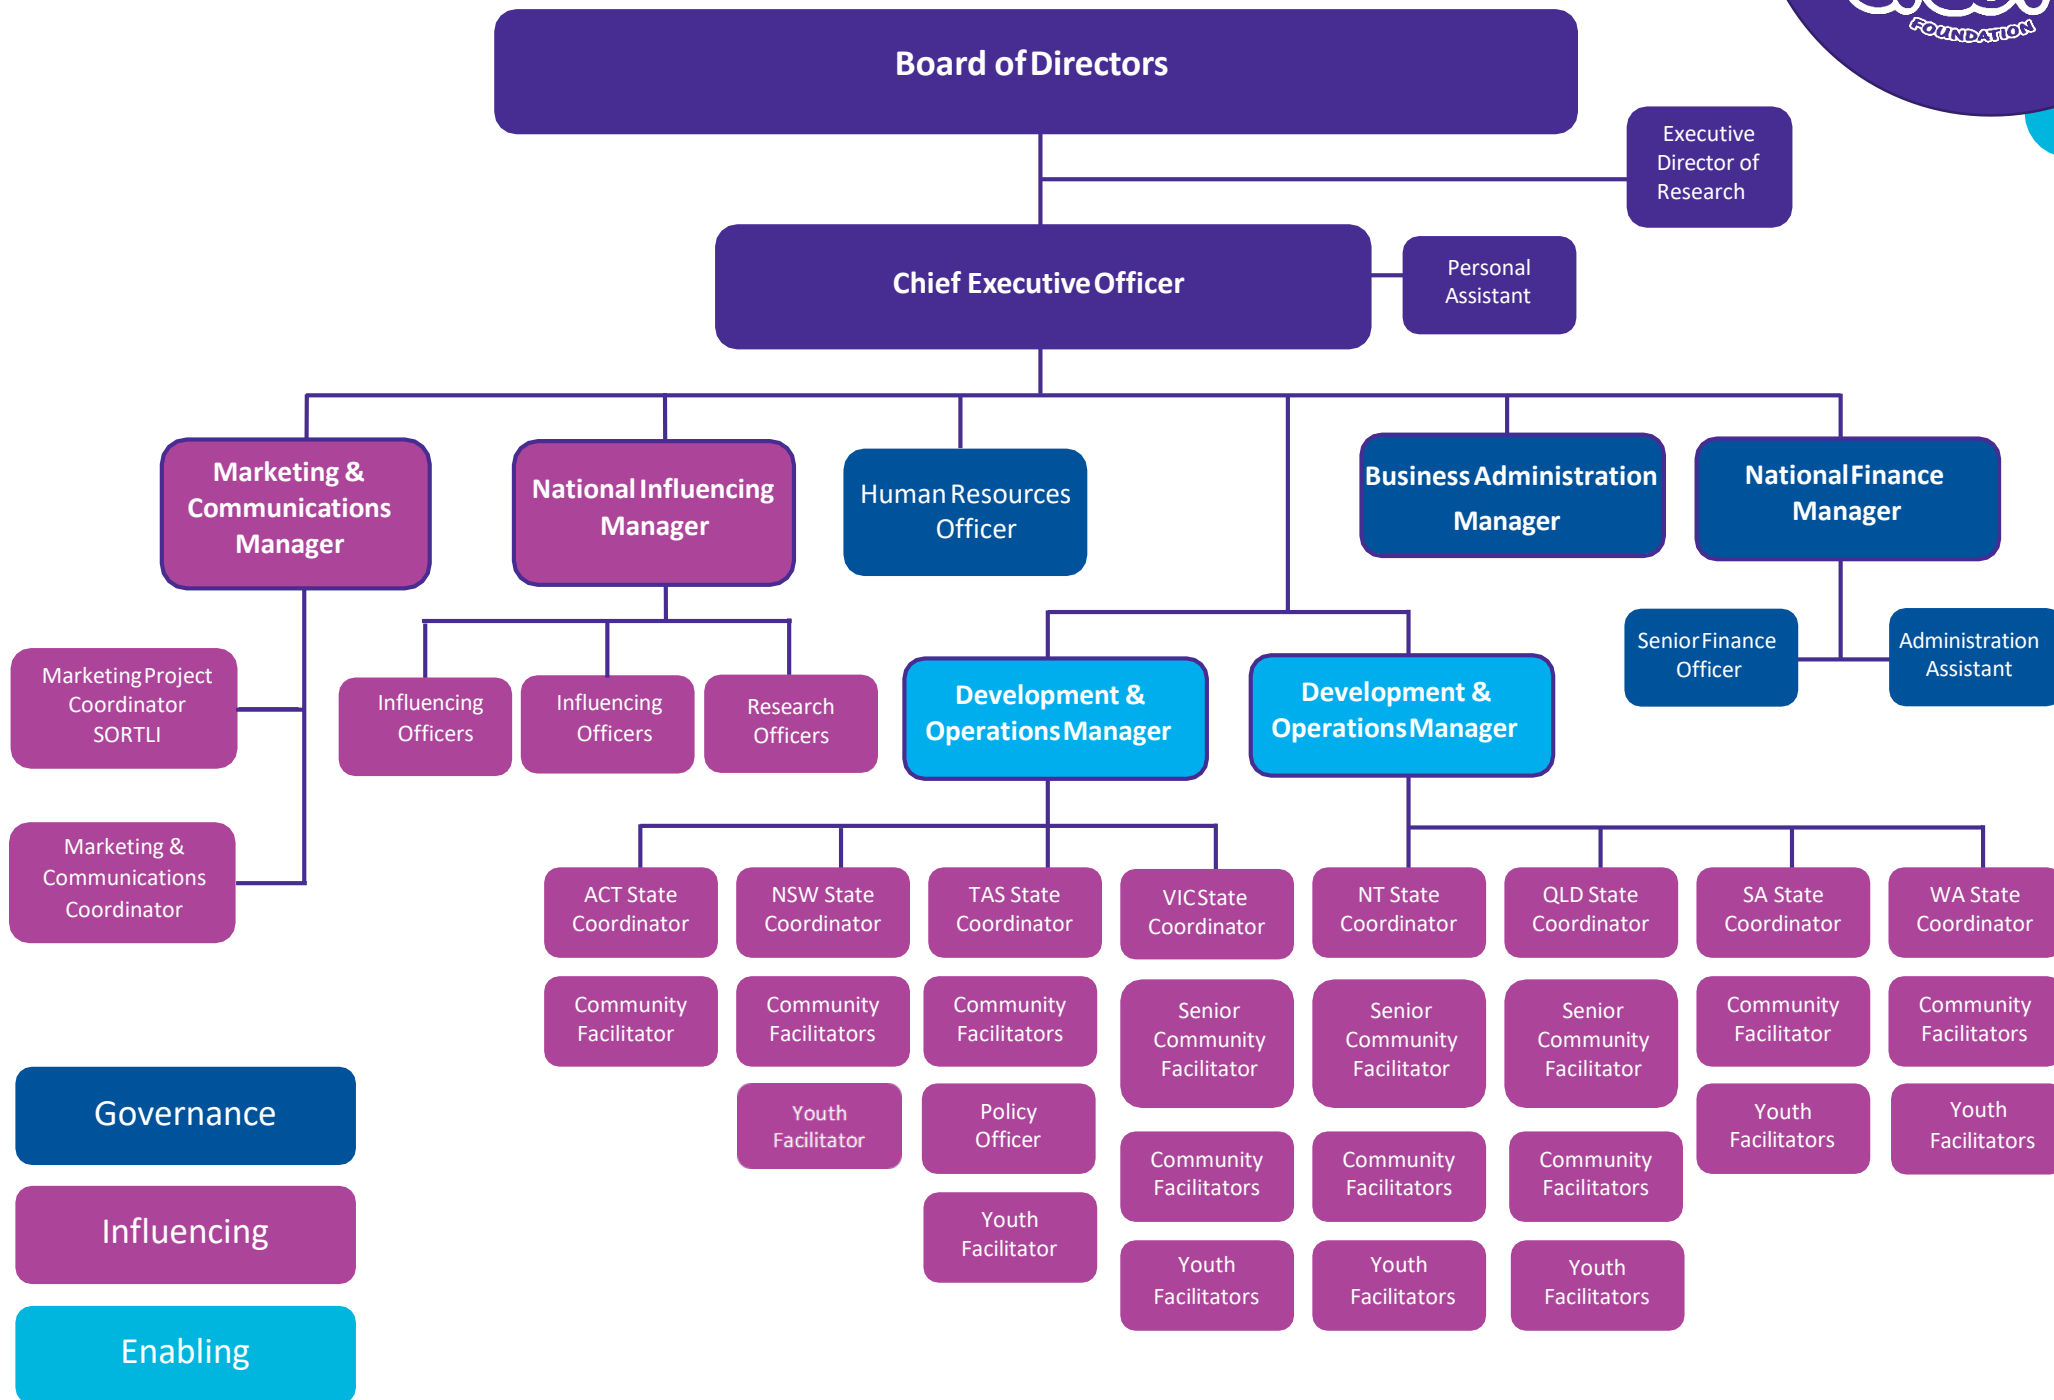 FOUNDATION
Board of Directors
Executive
Director of
Research
Chief Executive Officer
Personal
Assistant
Marketing &
Communications
Manager
National Influencing
Manager
Human Resources
Officer
Business Administration
Manager
National Finance
Manager
Marketing Project
Coordinator
SORTLI
Influencing
Officers
Influencing
Officers
Research
Officers
Development &
Operations Manager
Development &
Operations Manager
Senior Finance
Officer
Administration
Assistant
Marketing &
Communications
Coordinator
ACT State
Coordinator
NSW State
Coordinator
TAS State
Coordinator
VIC State
Coordinator
NT State
Coordinator
QLD State
Coordinator
SA State
Coordinator
WA State
Coordinator
Community
Facilitator
Community
Facilitators
Community
Facilitators
Senior
Community
Facilitator
Senior
Community
Facilitator
Senior
Community
Facilitator
Community
Facilitator
Community
Facilitators
Youth
Facilitator
Policy
Officer
Community
Facilitators
Community
Facilitators
Community
Facilitators
Youth
Facilitators
Youth
Facilitators
Youth
Facilitator
Youth
Facilitators
Youth
Facilitators
Youth
Facilitators
Governance
Influencing
Enabling